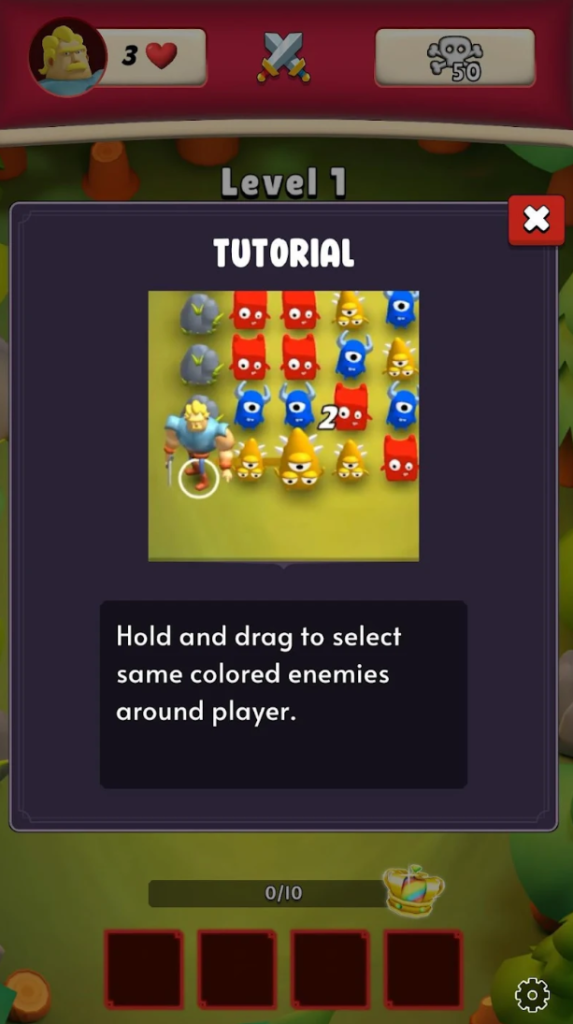 3
50
Level 1
TUTORIAL
2
Hold and drag to select
same colored enemies
around player.
0/10